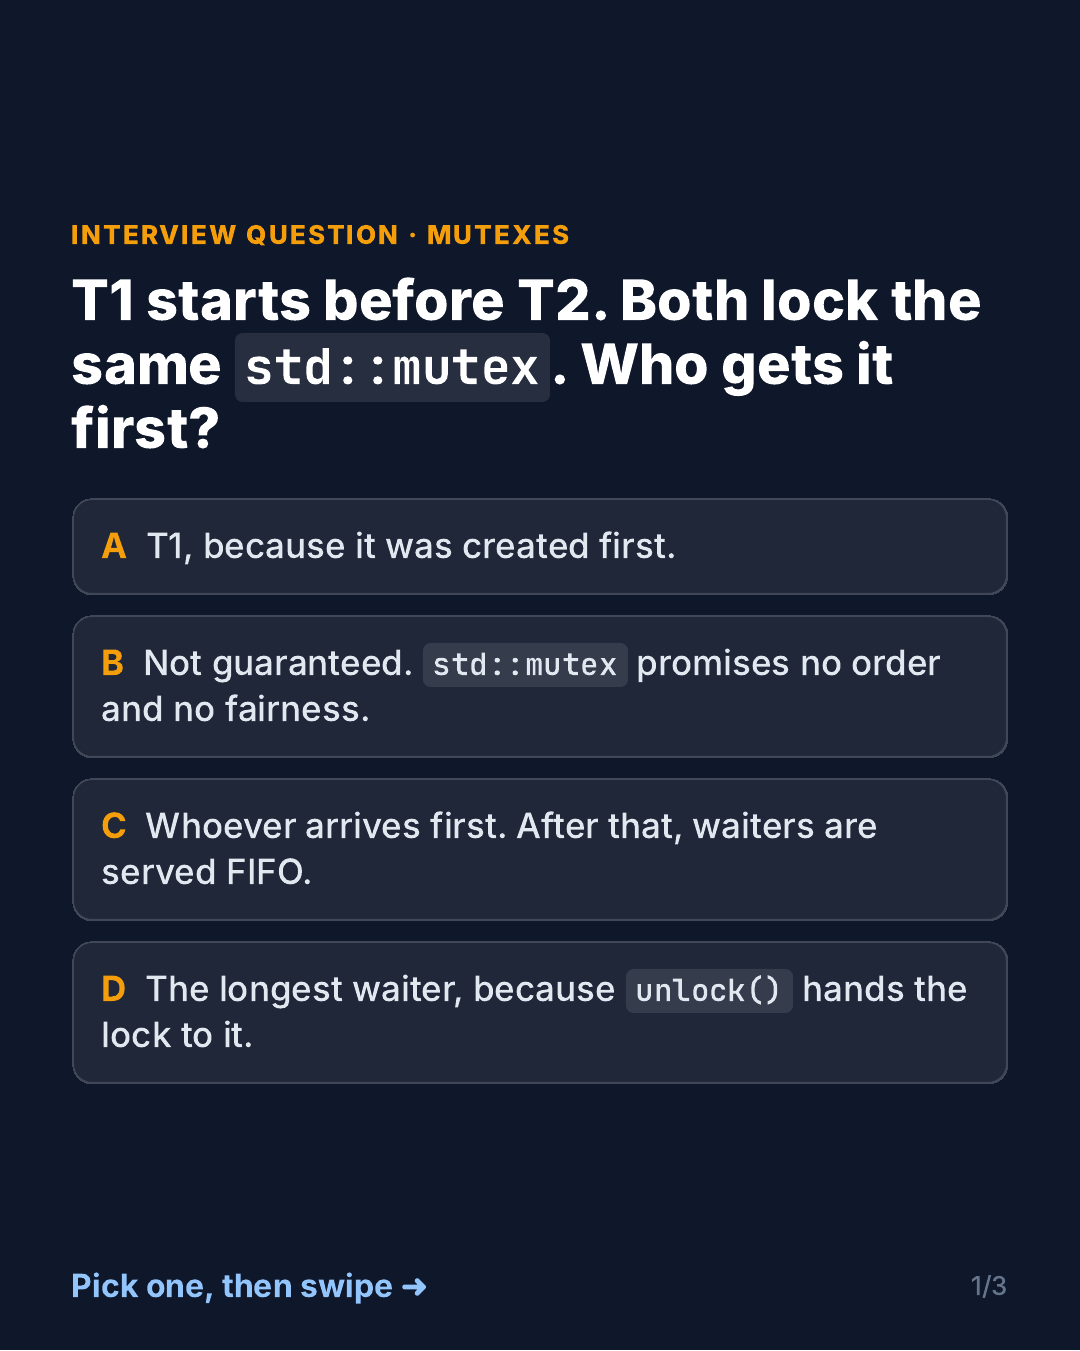 INTERVIEW QUESTION · MUTEXES
T1 starts before T2. Both lock the
same std::mutex. Who gets it
first?
A T1, because it was created first.
B Not guaranteed. std::mutex promises no order
and no fairness.
C Whoever arrives first. After that, waiters are
served FIFO.
D The longest waiter, because unlock() hands the
lock to it.
Pick one, then swipe ➜
1/3